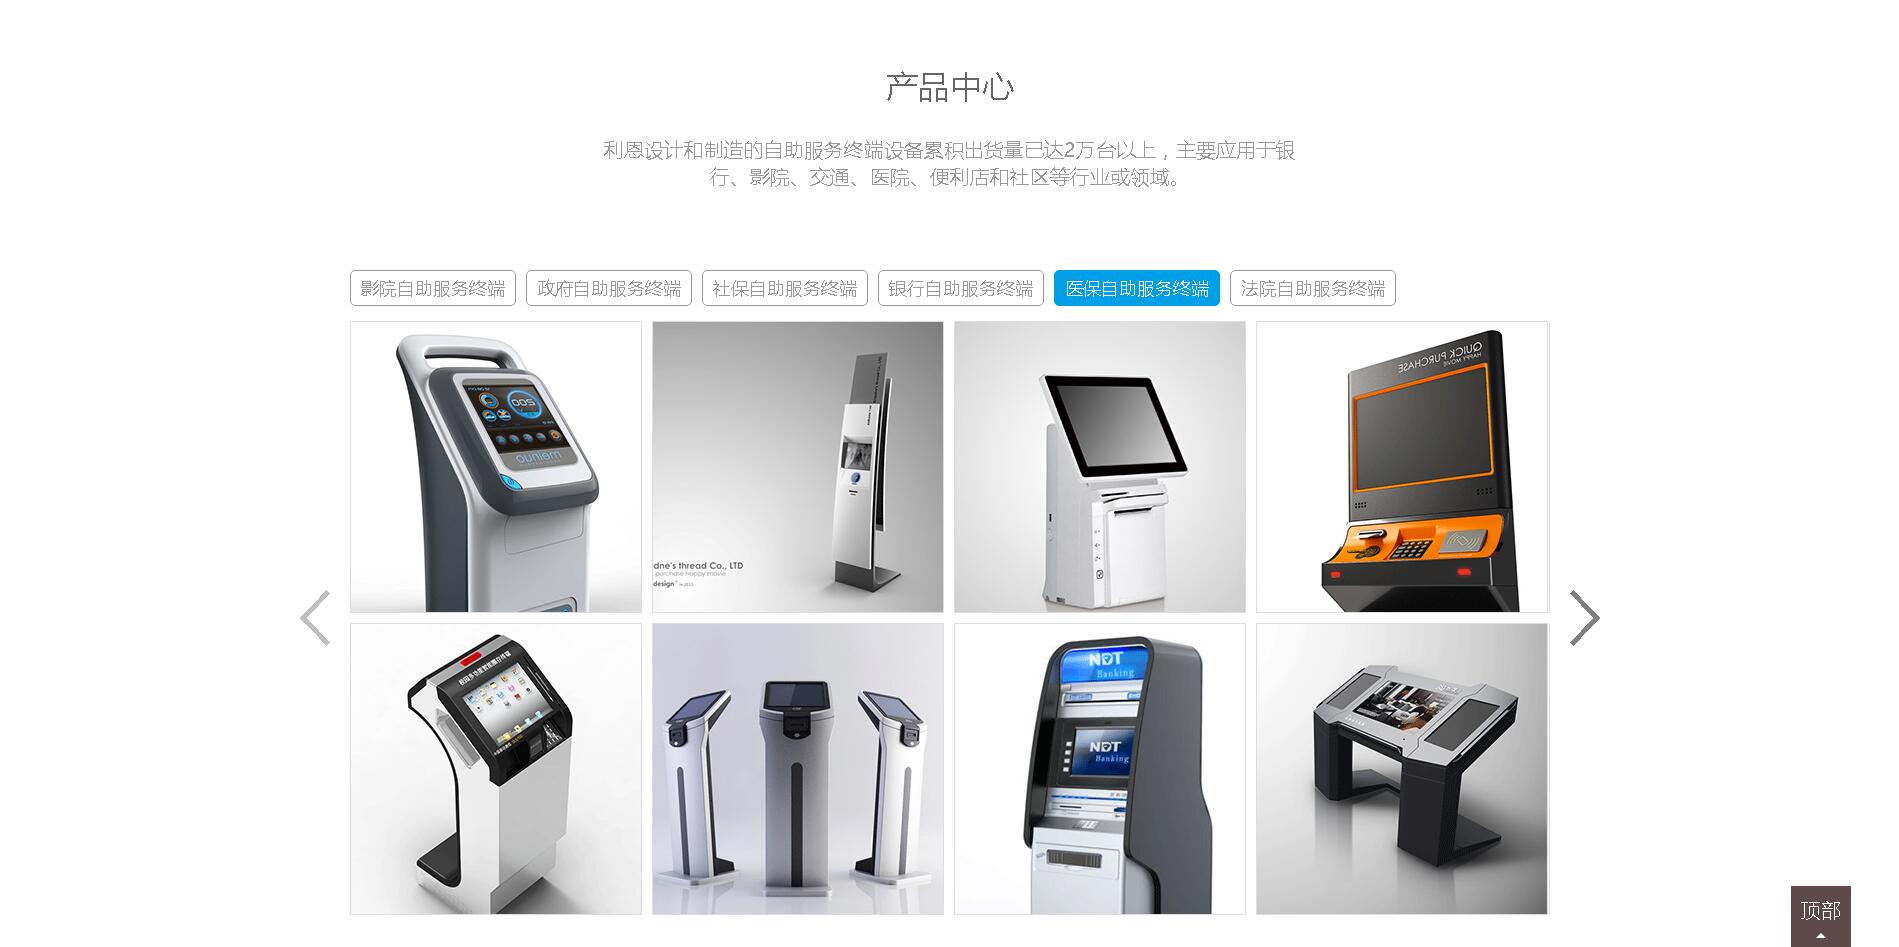 产品中心
利恩设计和制造的自助服务终端设备累积出货量已达2万台以上，主要应用于银
行、影院、交通、医院、便利店和社区等行业或领域。
影院自助服务终端
政府自助服务终端
社保自助服务终端
银行自助服务终端
医保自助服务终端
法院自助服务终端
005
meinuo
dne's thread Co., LTD
purchase happy movie
design™ in 2011
QUICK PURCHASE
HAPPY MOVIE
NDT
Banking
NDT
Banking
顶部